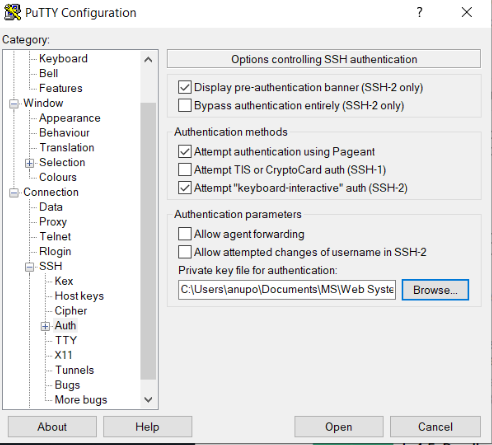 PuTTY Configuration
?
Category:
Keyboard
Bell
Features
Window
Appearance
Behaviour
Translation
Selection
Colours
Connection
Data
Proxy
Telnet
Rlogin
SSH
Kex
Host keys
Cipher
Auth
TTY
X11
Tunnels
Bugs
More bugs
Options controlling SSH authentication
Display pre-authentication banner (SSH-2 only)
Bypass authentication entirely (SSH-2 only)
Authentication methods
Attempt authentication using Pageant
Attempt TIS or CryptoCard auth (SSH-1)
Attempt "keyboard-interactive" auth (SSH-2)
Authentication parameters
Allow agent forwarding
Allow attempted changes of username in SSH-2
Private key file for authentication:
C:\Users\anupo\Documents\MS\Web Syste
Browse...
About
Help
Open
Cancel